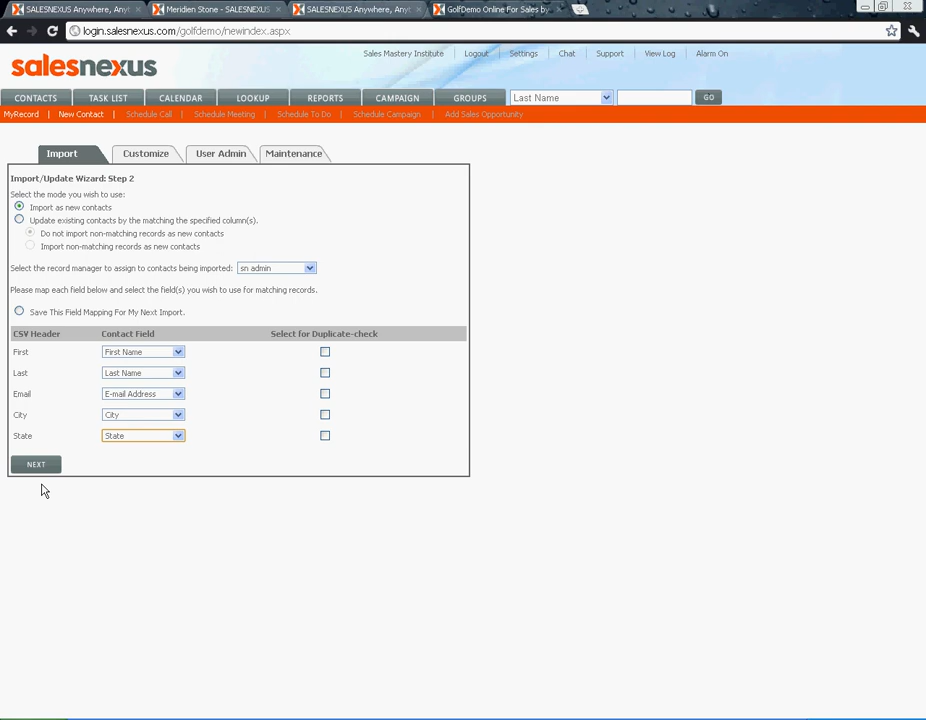 SALESNEXUS Anywhere, Any
Meridien Stone - SALESNEXUS
SALESNEXUS Anywhere, Any
GolfDemo Online For Sales by
login.salesnexus.com/golfdemo/newindex.aspx
salesnexus
Sales Mastery Institute Logout Settings Chat Support View Log Alarm On
CONTACTS TASK LIST CALENDAR LOOKUP REPORTS CAMPAIGN GROUPS Last Name GO
MyRecord New Contact Schedule Call Schedule Meeting Schedule To Do Schedule Campaign Add Sales Opportunity
Import Customize User Admin Maintenance
Import/Update Wizard: Step 2
Select the mode you wish to use:
Import as new contacts
Update existing contacts by the matching the specified column(s).
Do not import non-matching records as new contacts
Import non-matching records as new contacts
Select the record manager to assign to contacts being imported: sn admin
Please map each field below and select the field(s) you wish to use for matching records.
Save This Field Mapping For My Next Import.
CSV Header Contact Field Select for Duplicate-check
First First Name
Last Last Name
Email E-mail Address
City City
State State
NEXT